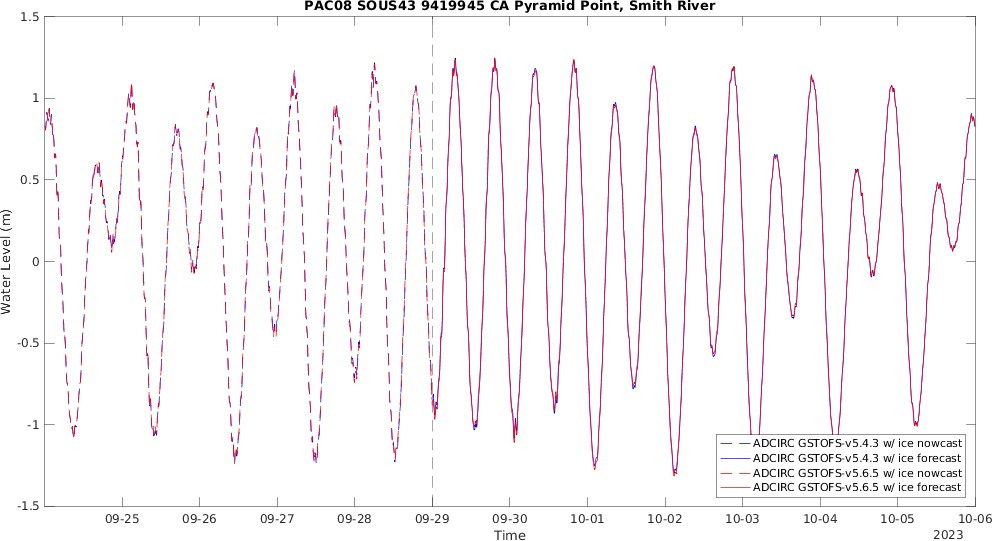 PAC08 SOUS43 9419945 CA Pyramid Point, Smith River
1.5
1
0.5
0
-0.5
-1
-1.5
Water Level (m)
09-25 09-26 09-27 09-28 09-29 09-30 10-01 10-02 10-03 10-04 10-05 10-06
Time
2023
ADCIRC GSTOFS-v5.4.3 w/ ice nowcast
ADCIRC GSTOFS-v5.4.3 w/ ice forecast
ADCIRC GSTOFS-v5.6.5 w/ ice nowcast
ADCIRC GSTOFS-v5.6.5 w/ ice forecast